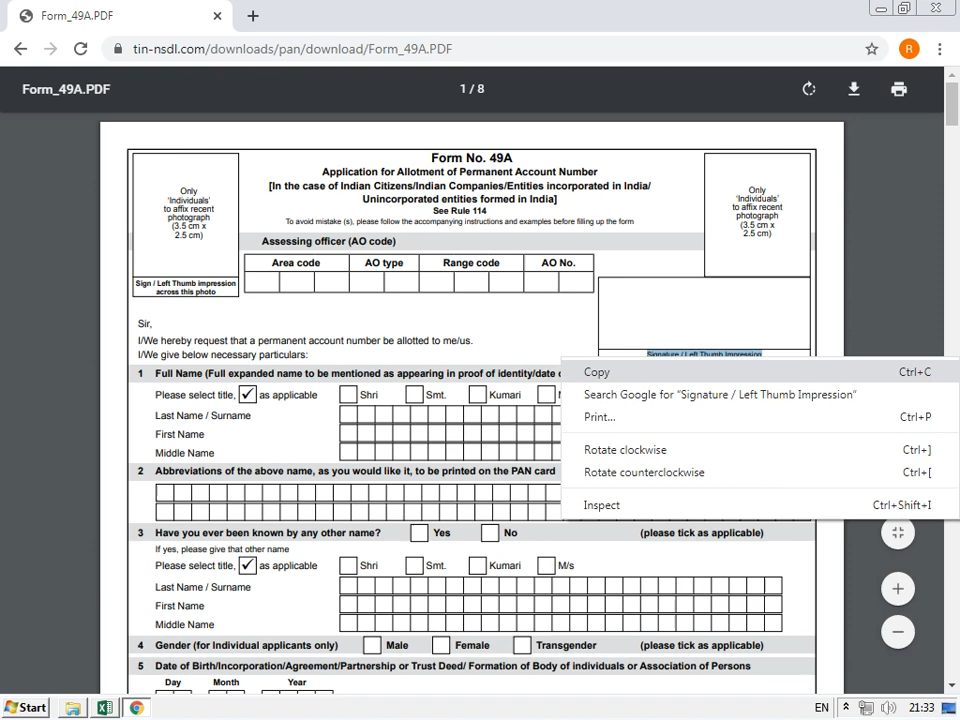 Form_49A.PDF
tin-nsdl.com/downloads/pan/download/Form_49A.PDF
R
Form_49A.PDF
1 / 8
Form No. 49A
Application for Allotment of Permanent Account Number
[In the case of Indian Citizens/Indian Companies/Entities incorporated in India/
Unincorporated entities formed in India]
See Rule 114
To avoid mistake (s), please follow the accompanying instructions and examples before filling up the form
Only
'Individuals'
to affix recent
photograph
(3.5 cm x
2.5 cm)
Only
'Individuals'
to affix recent
photograph
(3.5 cm x
2.5 cm)
Assessing officer (AO code)
Area code
AO type
Range code
AO No.
Sign / Left Thumb impression
across this photo
Sir,
I/We hereby request that a permanent account number be allotted to me/us.
I/We give below necessary particulars:
Signature / Left Thumb Impression
1 Full Name (Full expanded name to be mentioned as appearing in proof of identity/date
Please select title, ✓ as applicable Shri Smt. Kumari
Last Name / Surname
First Name
Middle Name
Copy Ctrl+C
Search Google for “Signature / Left Thumb Impression”
Print... Ctrl+P
Rotate clockwise Ctrl+]
Rotate counterclockwise Ctrl+[
Inspect Ctrl+Shift+I
2 Abbreviations of the above name, as you would like it, to be printed on the PAN card
3 Have you ever been known by any other name? Yes No (please tick as applicable)
If yes, please give that other name
Please select title, ✓ as applicable Shri Smt. Kumari M/s
Last Name / Surname
First Name
Middle Name
4 Gender (for Individual applicants only) Male Female Transgender (please tick as applicable)
5 Date of Birth/Incorporation/Agreement/Partnership or Trust Deed/ Formation of Body of individuals or Association of Persons
Day Month Year
Start
EN
21:33